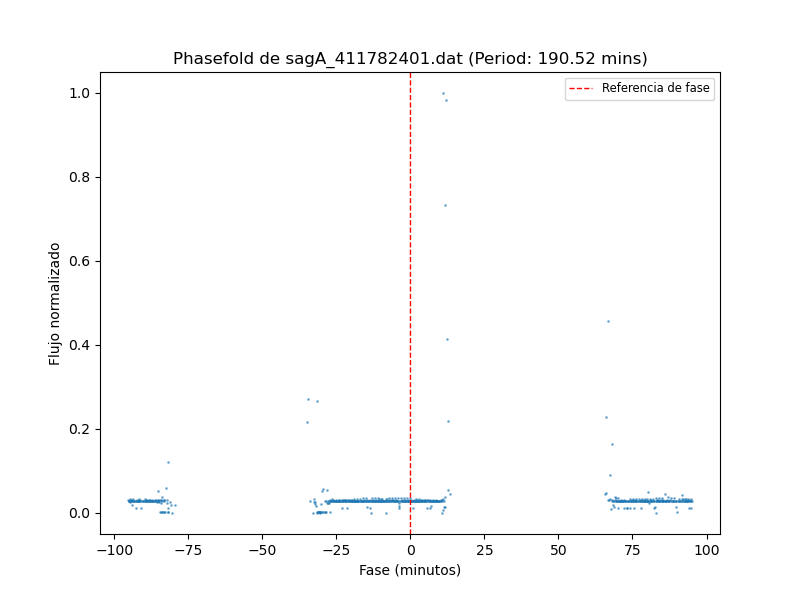 Phasefold de sagA_411782401.dat (Period: 190.52 mins)
Referencia de fase
1.0
0.8
0.6
0.4
0.2
0.0
Flujo normalizado
−100 −75 −50 −25 0 25 50 75 100
Fase (minutos)